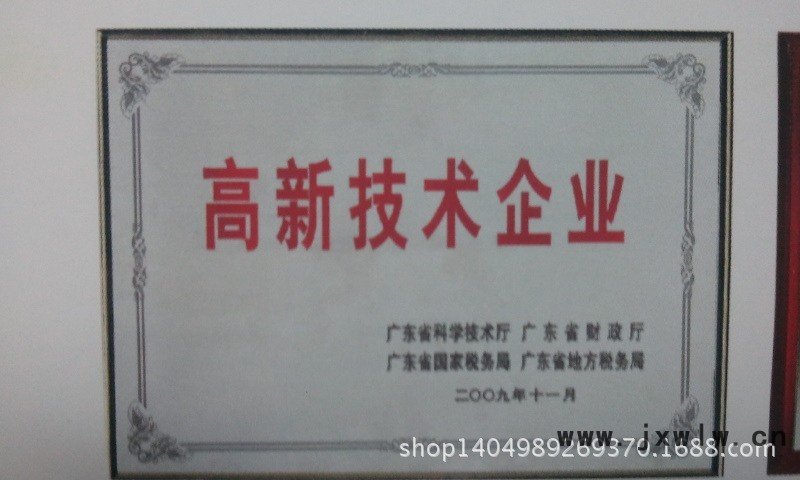 高新技术企业
广东省科学技术厅 广东省财政厅
广东省国家税务局 广东省地方税务局
二〇〇九年十一月
www.jxwlw.cn
shop1404989269370.1688.com